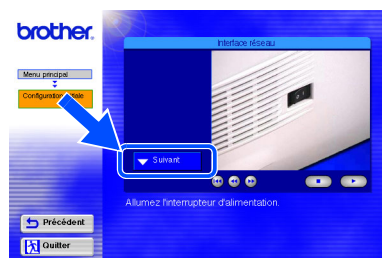 brother.
Interface réseau
Menu principal
Configuration initiale
Suivant
Allumez l'interrupteur d'alimentation.
Précédent
Quitter